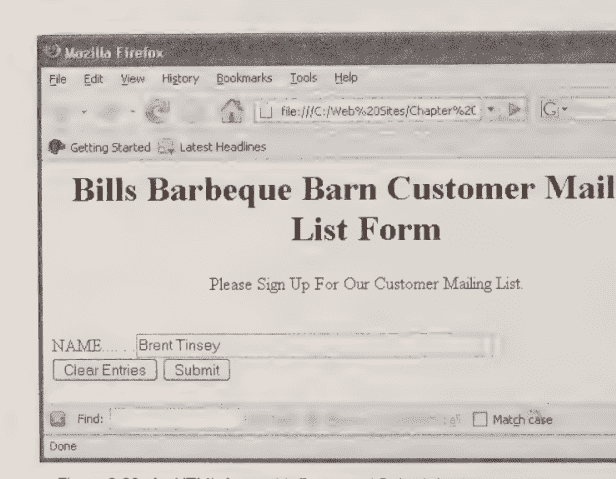 Mozilla Firefox
File Edit View History Bookmarks Tools Help
file:///C:/Web%20Sites/Chapter%2C G
Getting Started Latest Headlines
Bills Barbeque Barn Customer Mail
List Form
Please Sign Up For Our Customer Mailing List.
NAME...... Brent Tinsey
Clear Entries Submit
Find: Match case
Done